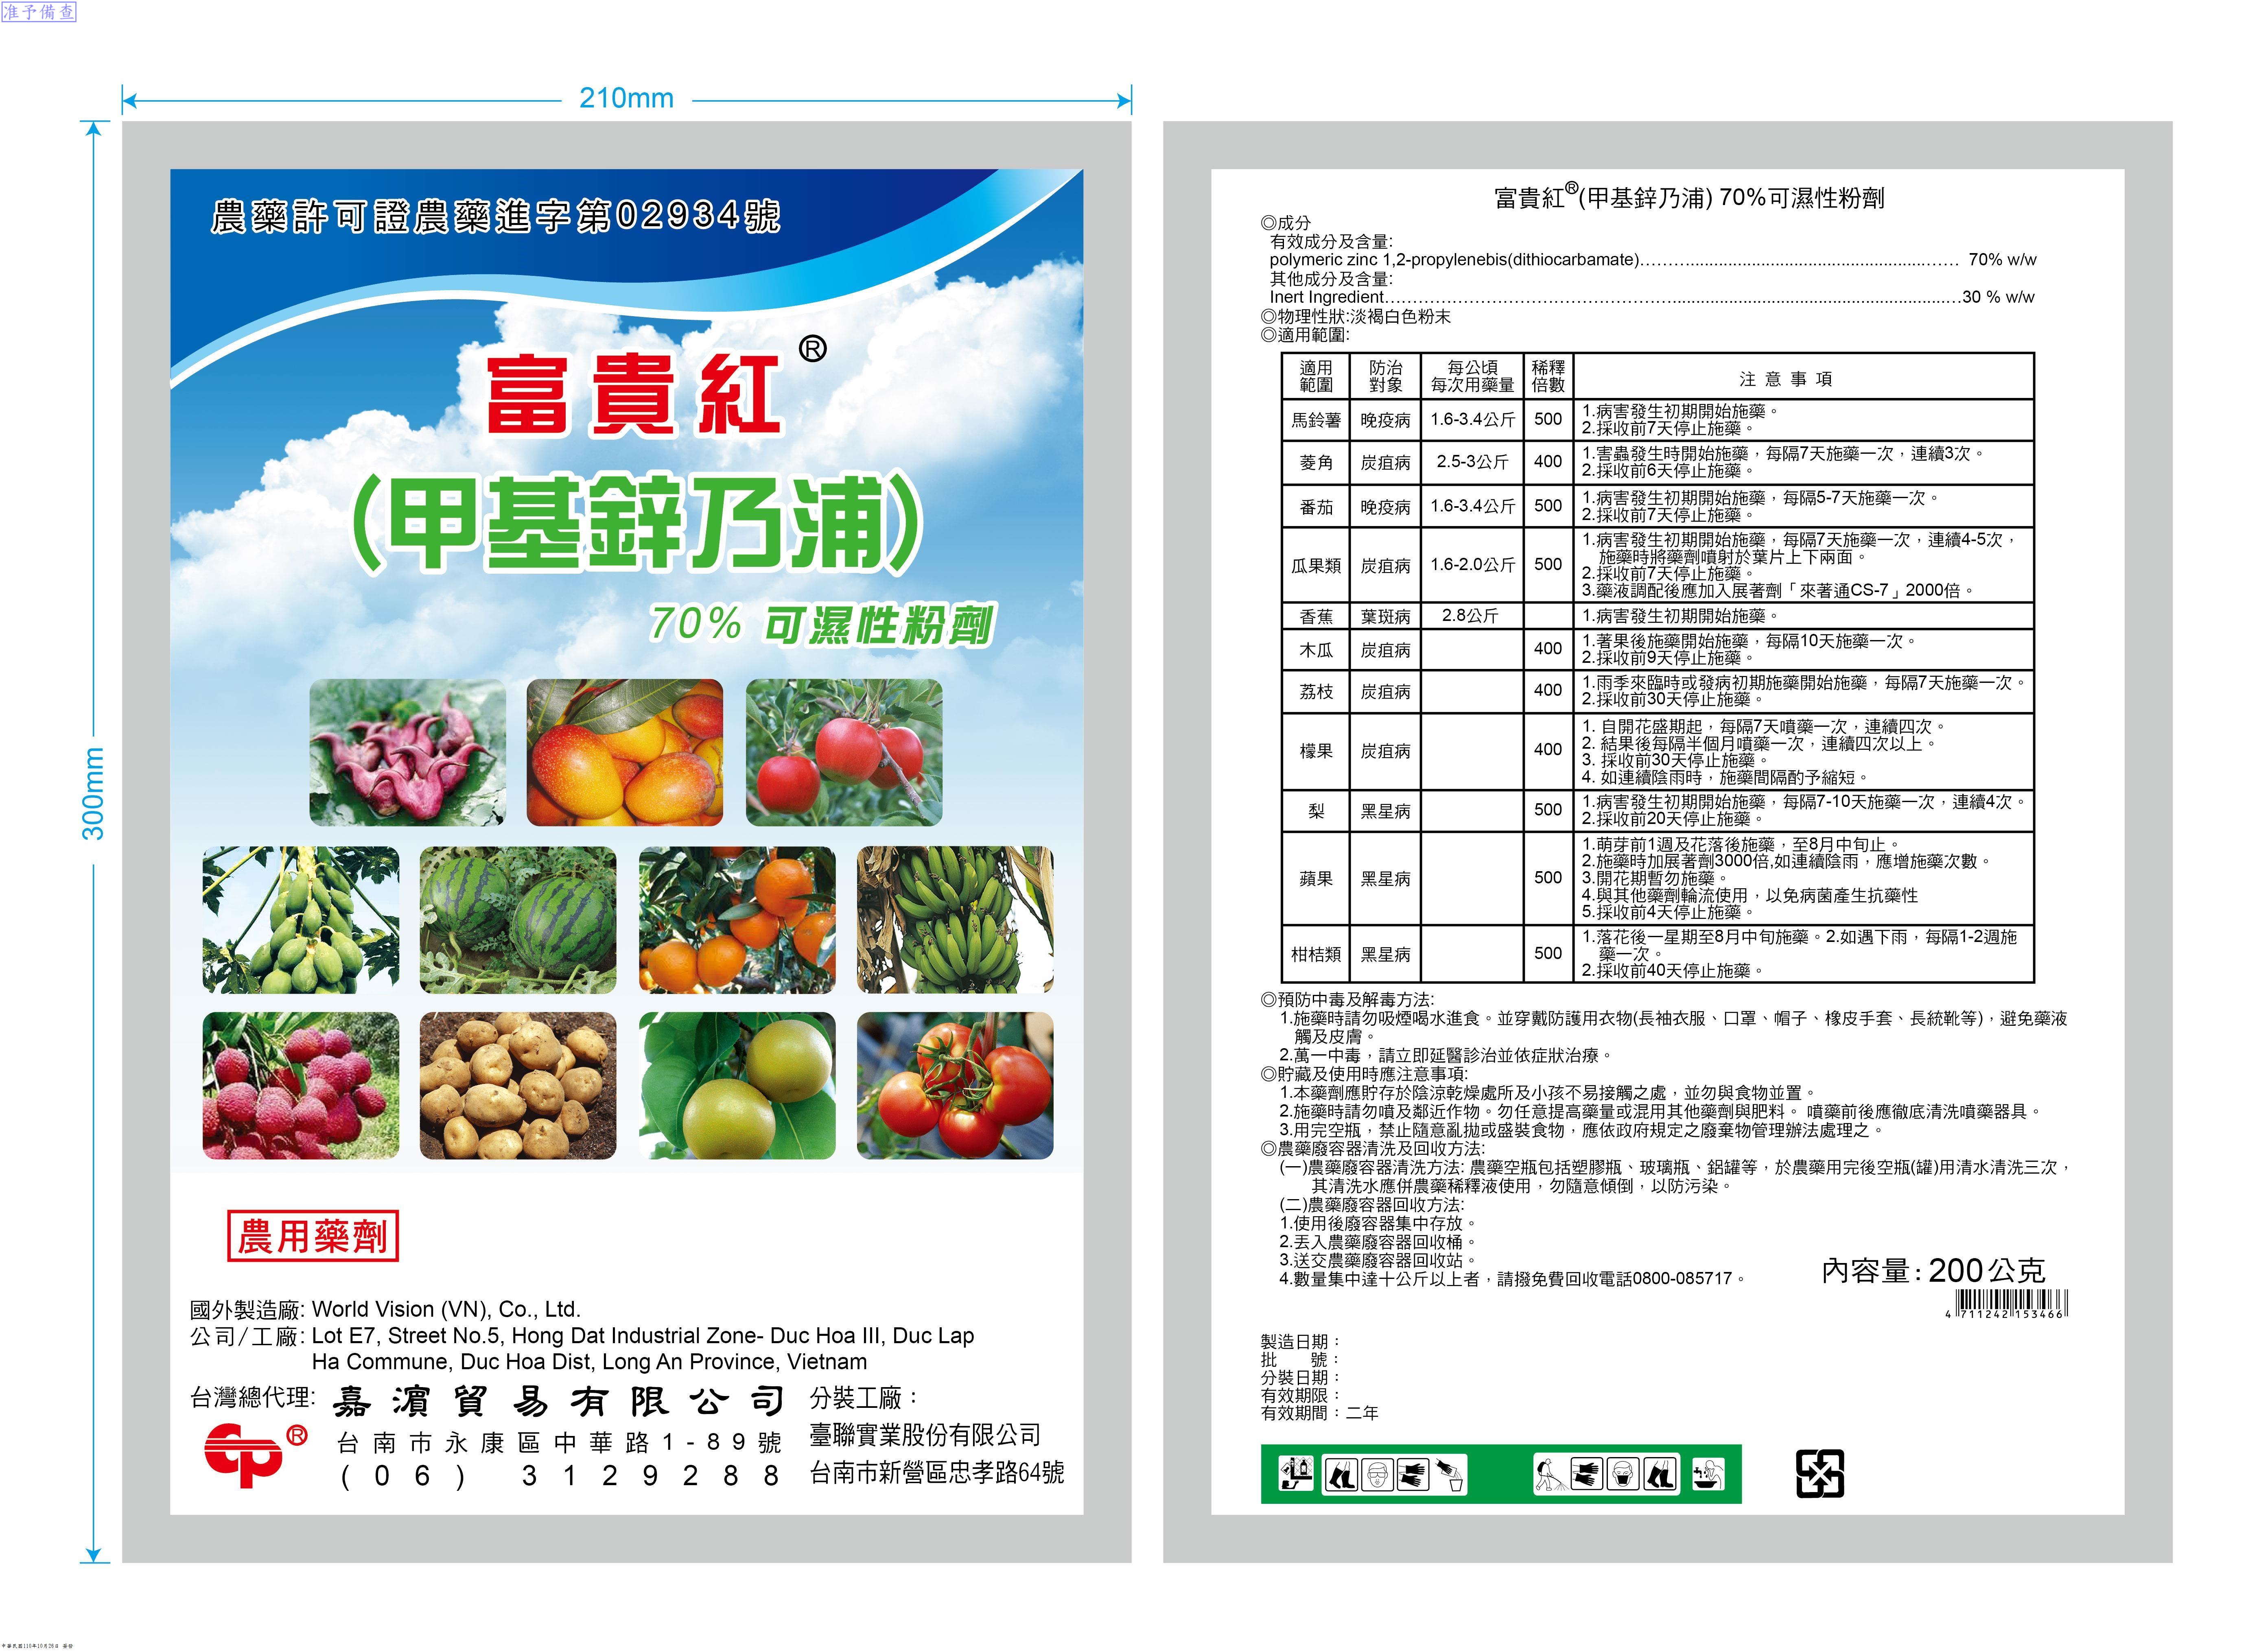 准予備查
210mm
300mm
農藥許可證農藥進字第02934號
富貴紅®
(甲基鋅乃浦)
70% 可濕性粉劑
農用藥劑
國外製造廠: World Vision (VN), Co., Ltd.
公司/工廠: Lot E7, Street No.5, Hong Dat Industrial Zone- Duc Hoa III, Duc Lap
Ha Commune, Duc Hoa Dist, Long An Province, Vietnam
台灣總代理: 嘉濱貿易有限公司
cp®
台南市永康區中華路1-89號
(06) 3129288
分裝工廠：
臺聯實業股份有限公司
台南市新營區忠孝路64號
富貴紅®(甲基鋅乃浦) 70%可濕性粉劑
◎成分
有效成分及含量:
polymeric zinc 1,2-propylenebis(dithiocarbamate)................................................................ 70% w/w
其他成分及含量:
Inert Ingredient................................................................30 % w/w
◎物理性狀:淡褐白色粉末
◎適用範圍:
適用範圍 防治對象 每公頃每次用藥量 稀釋倍數 注意事項
馬鈴薯 晚疫病 1.6-3.4公斤 500 1.病害發生初期開始施藥。
2.採收前7天停止施藥。
菱角 炭疽病 2.5-3公斤 400 1.害蟲發生時開始施藥，每隔7天施藥一次，連續3次。
2.採收前6天停止施藥。
番茄 晚疫病 1.6-3.4公斤 500 1.病害發生初期開始施藥，每隔5-7天施藥一次。
2.採收前7天停止施藥。
瓜果類 炭疽病 1.6-2.0公斤 500 1.病害發生初期開始施藥，每隔7天施藥一次，連續4-5次，
施藥時將藥劑噴射於葉片上下兩面。
2.採收前7天停止施藥。
3.藥液調配後應加入展著劑「來著通CS-7」2000倍。
香蕉 葉斑病 2.8公斤 1.病害發生初期開始施藥。
木瓜 炭疽病 400 1.著果後施藥開始施藥，每隔10天施藥一次。
2.採收前9天停止施藥。
荔枝 炭疽病 400 1.雨季來臨時或發病初期施藥開始施藥，每隔7天施藥一次。
2.採收前30天停止施藥。
檬果 炭疽病 400 1. 自開花盛期起，每隔7天噴藥一次，連續四次。
2. 結果後每隔半個月噴藥一次，連續四次以上。
3. 採收前30天停止施藥。
4. 如連續陰雨時，施藥間隔酌予縮短。
梨 黑星病 500 1.病害發生初期開始施藥，每隔7-10天施藥一次，連續4次。
2.採收前20天停止施藥。
蘋果 黑星病 500 1.萌芽前1週及花落後施藥，至8月中旬止。
2.施藥時加展著劑3000倍,如連續陰雨，應增施藥次數。
3.開花期暫勿施藥。
4.與其他藥劑輪流使用，以免病菌產生抗藥性
5.採收前4天停止施藥。
柑桔類 黑星病 500 1.落花後一星期至8月中旬施藥。2.如遇下雨，每隔1-2週施
藥一次。
2.採收前40天停止施藥。
◎預防中毒及解毒方法:
1.施藥時請勿吸煙喝水進食。並穿戴防護用衣物(長袖衣服、口罩、帽子、橡皮手套、長統靴等)，避免藥液
觸及皮膚。
2.萬一中毒，請立即延醫診治並依症狀治療。
◎貯藏及使用時應注意事項:
1.本藥劑應貯存於陰涼乾燥處所及小孩不易接觸之處，並勿與食物並置。
2.施藥時請勿噴及鄰近作物。勿任意提高藥量或混用其他藥劑與肥料。 噴藥前後應徹底清洗噴藥器具。
3.用完空瓶，禁止隨意亂拋或盛裝食物，應依政府規定之廢棄物管理辦法處理之。
◎農藥廢容器清洗及回收方法:
(一)農藥廢容器清洗方法: 農藥空瓶包括塑膠瓶、玻璃瓶、鋁罐等，於農藥用完後空瓶(罐)用清水清洗三次，
其清洗水應併農藥稀釋液使用，勿隨意傾倒，以防污染。
(二)農藥廢容器回收方法:
1.使用後廢容器集中存放。
2.丟入農藥廢容器回收桶。
3.送交農藥廢容器回收站。
4.數量集中達十公斤以上者，請撥免費回收電話0800-085717。
內容量：200公克
4 711242 153466
製造日期：
批　　號：
分裝日期：
有效期限：
有效期間：二年